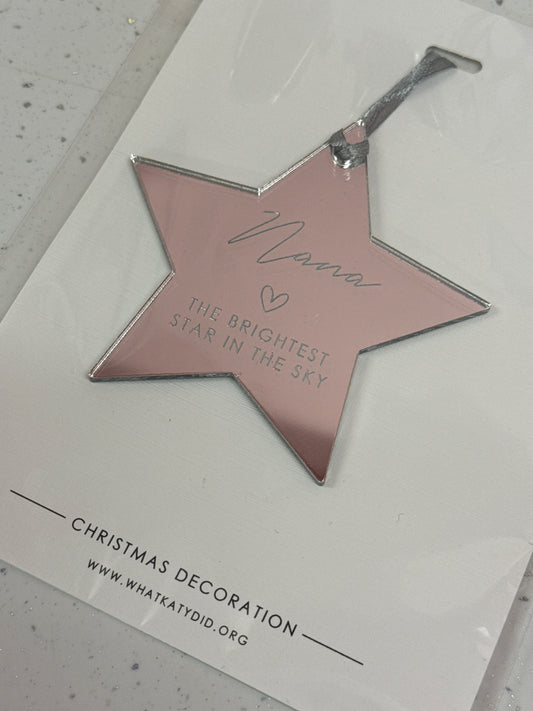 Nana
THE BRIGHTEST
STAR IN THE SKY
CHRISTMAS DECORATION
WWW.WHATKATYDID.ORG